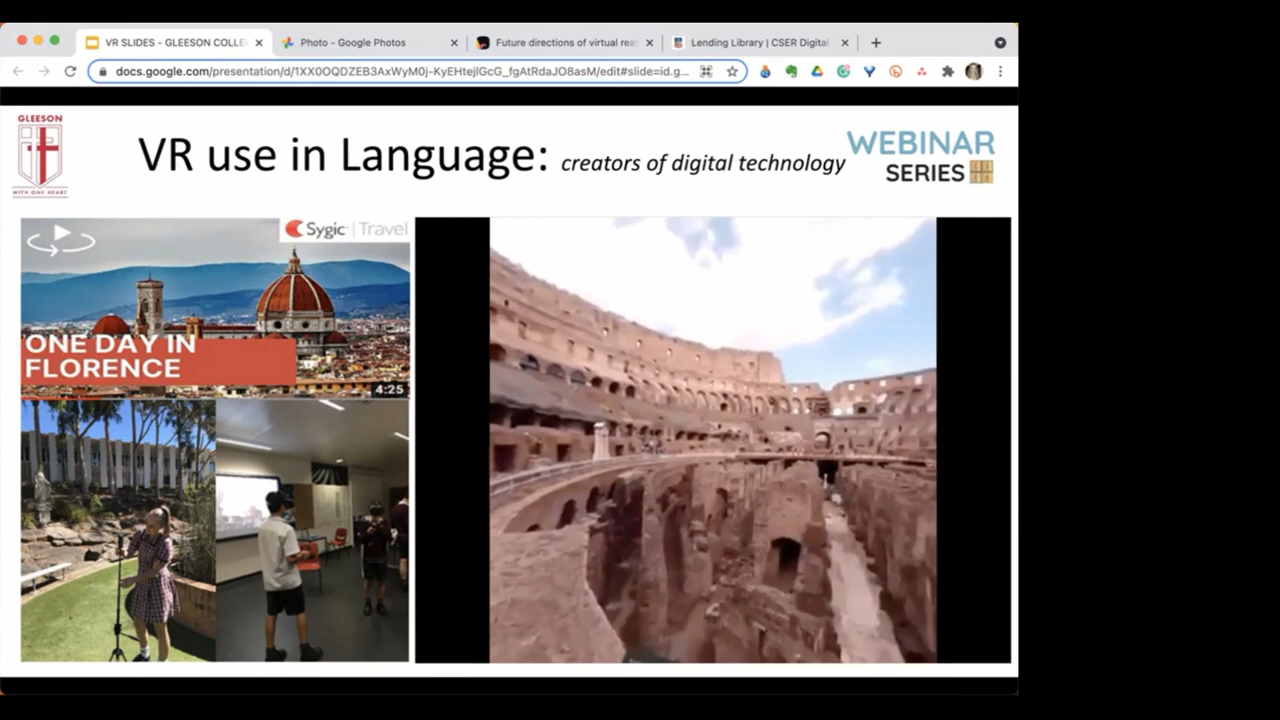 VR SLIDES - GLEESON COLLE
Photo - Google Photos
Future directions of virtual rea
Lending Library | CSER Digital
docs.google.com/presentation/d/1XX0OQDZEB3AxWyM0j-KyEHtejlGcG_fgAtRdaJO8asM/edit#slide=id.g...
GLEESON
WITH ONE HEART
VR use in Language: creators of digital technology
WEBINAR
SERIES
Sygic | Travel
ONE DAY IN
FLORENCE
4:25